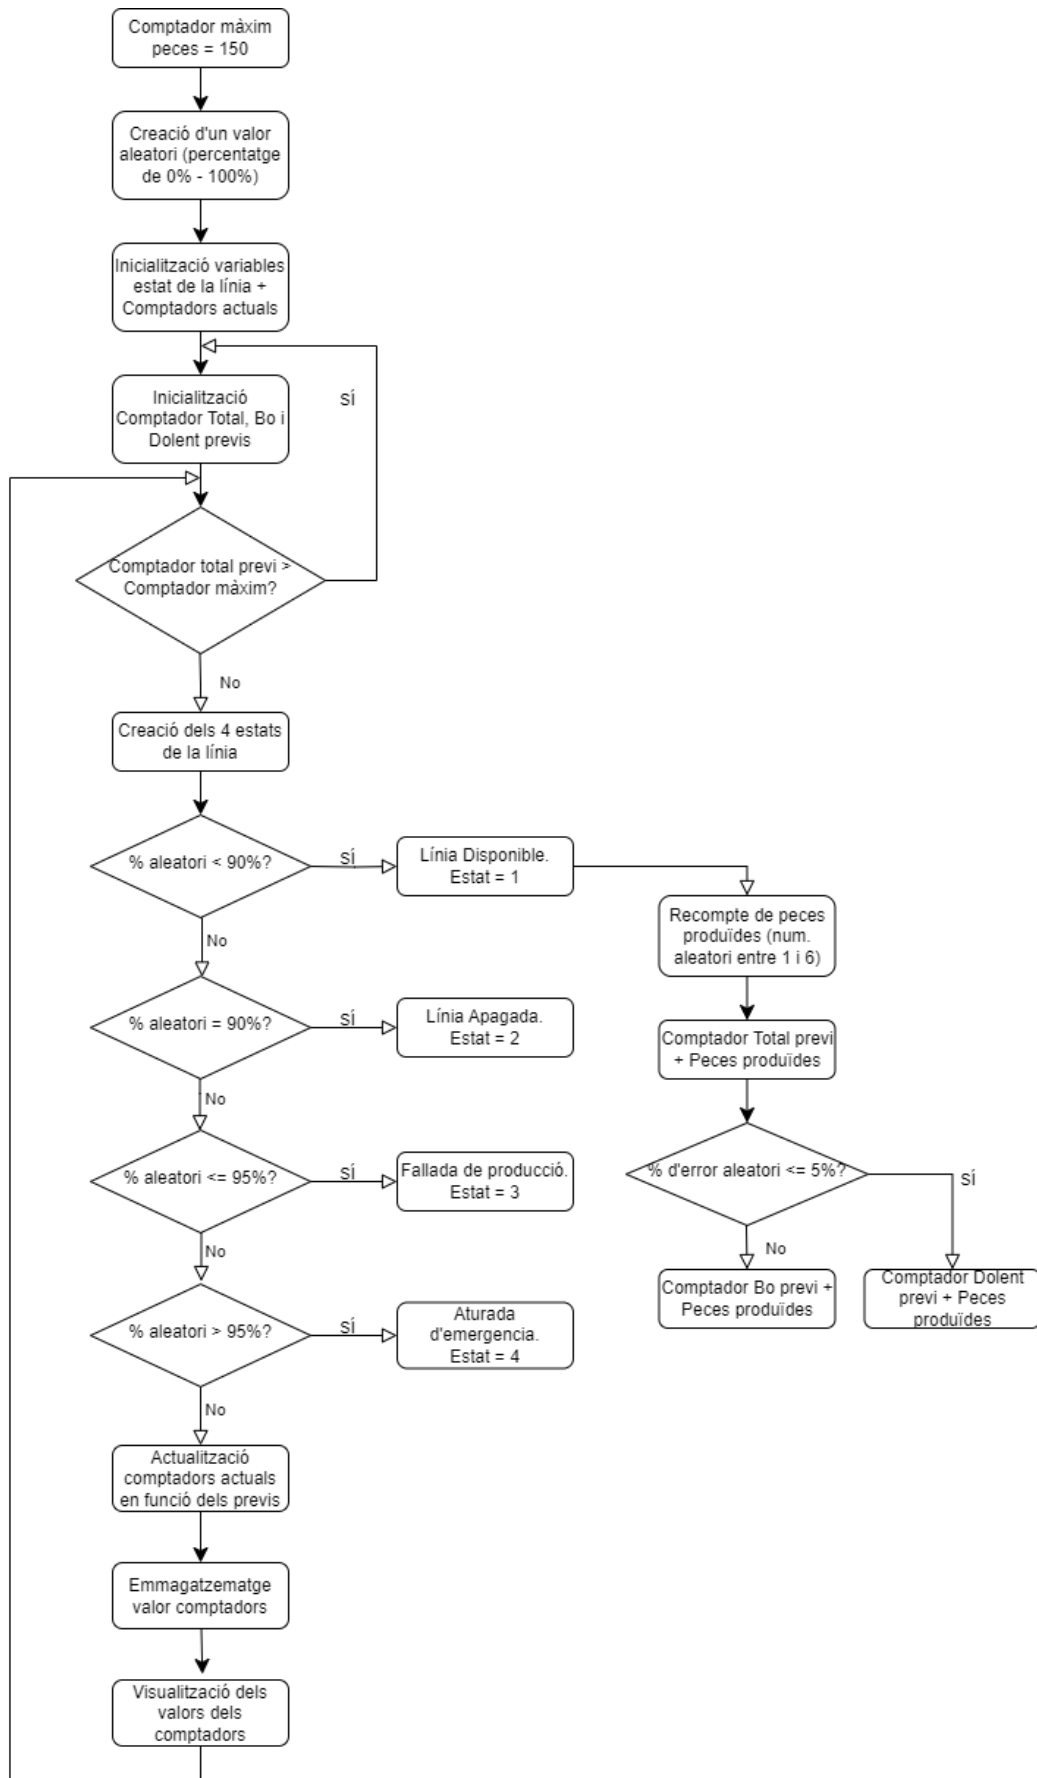 Comptador màxim
peces = 150
Creació d'un valor
aleatori (percentatge
de 0% - 100%)
Inicialització variables
estat de la línia +
Comptadors actuals
Inicialització
Comptador Total, Bo i
Dolent previs
SÍ
Comptador total previ >
Comptador màxim?
No
Creació dels 4 estats
de la línia
% aleatori < 90%?
SÍ
Línia Disponible.
Estat = 1
Recompte de peces
produïdes (num.
aleatori entre 1 i 6)
No
% aleatori = 90%?
SÍ
Línia Apagada.
Estat = 2
Comptador Total previ
+ Peces produïdes
No
% aleatori <= 95%?
SÍ
Fallada de producció.
Estat = 3
% d'error aleatori <= 5%?
SÍ
No
No
Comptador Bo previ +
Peces produïdes
Comptador Dolent
previ + Peces
produïdes
% aleatori > 95%?
SÍ
Aturada
d'emergencia.
Estat = 4
No
Actualització
comptadors actuals
en funció dels previs
Emmagatzematge
valor comptadors
Visualització dels
valors dels
comptadors